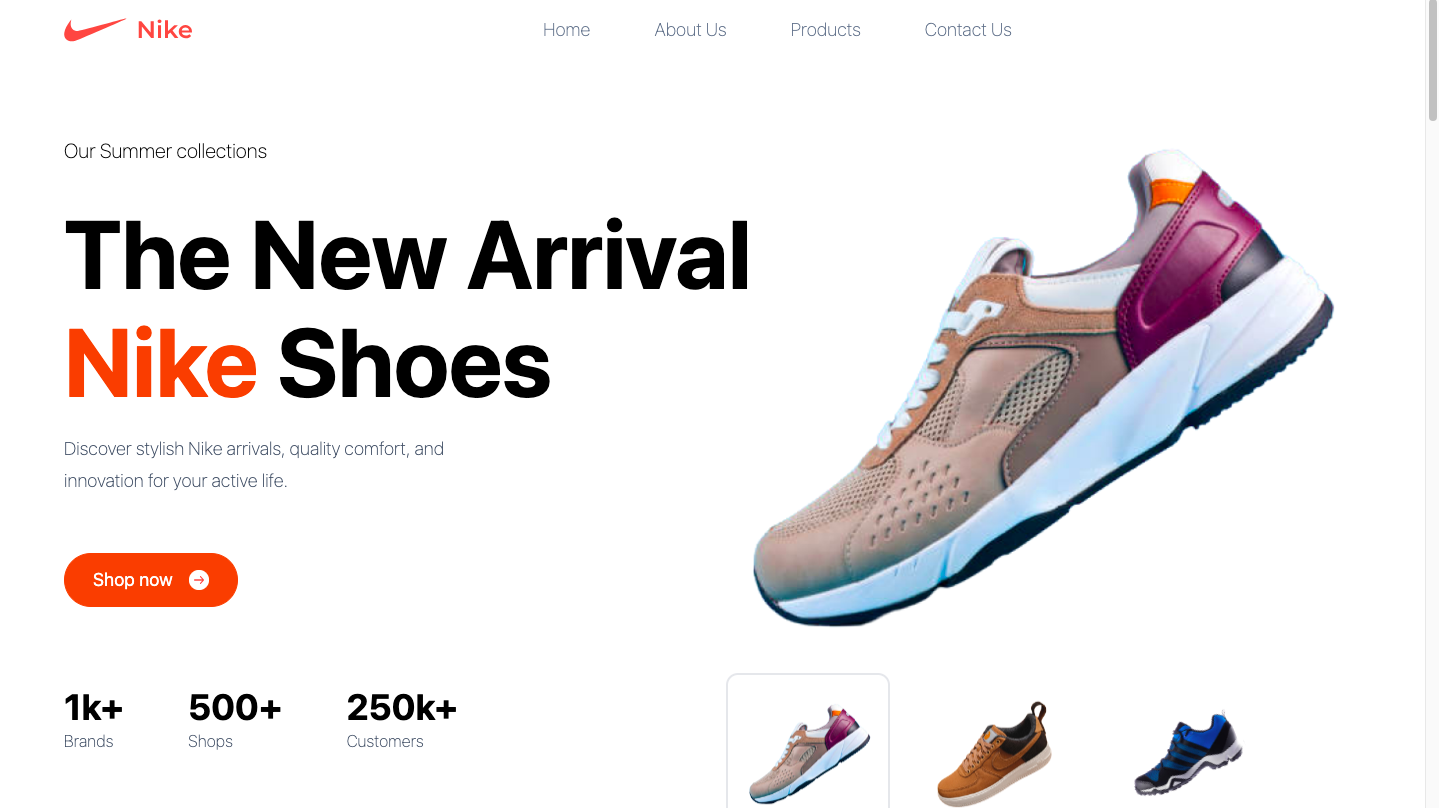 Nike
Home
About Us
Products
Contact Us
Our Summer collections
The New Arrival
Nike Shoes
Discover stylish Nike arrivals, quality comfort, and
innovation for your active life.
Shop now
1k+
Brands
500+
Shops
250k+
Customers